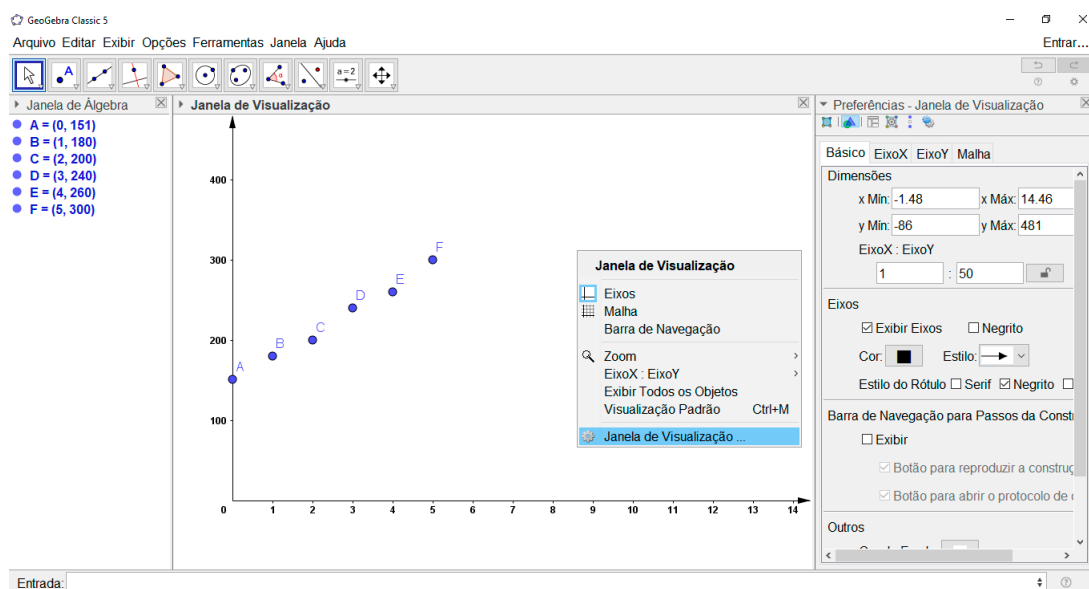 GeoGebra Classic 5
Arquivo Editar Exibir Opções Ferramentas Janela Ajuda
Entrar...
A
α
a=2
Janela de Álgebra
A = (0, 151)
B = (1, 180)
C = (2, 200)
D = (3, 240)
E = (4, 260)
F = (5, 300)
Janela de Visualização
400
300
200
100
0 1 2 3 4 5 6 7 8 9 10 11 12 13 14
A
B
C
D
E
F
Janela de Visualização
Eixos
Malha
Barra de Navegação
Zoom
EixoX : EixoY
Exibir Todos os Objetos
Visualização Padrão Ctrl+M
Janela de Visualização ...
Preferências - Janela de Visualização
Básico EixoX EixoY Malha
Dimensões
x Mín: -1.48 x Máx: 14.46
y Mín: -86 y Máx: 481
EixoX : EixoY
1 : 50
Eixos
Exibir Eixos Negrito
Cor: Estilo:
Estilo do Rótulo Serif Negrito
Barra de Navegação para Passos da Const
Exibir
Botão para reproduzir a construç
Botão para abrir o protocolo de
Outros
Entrada: